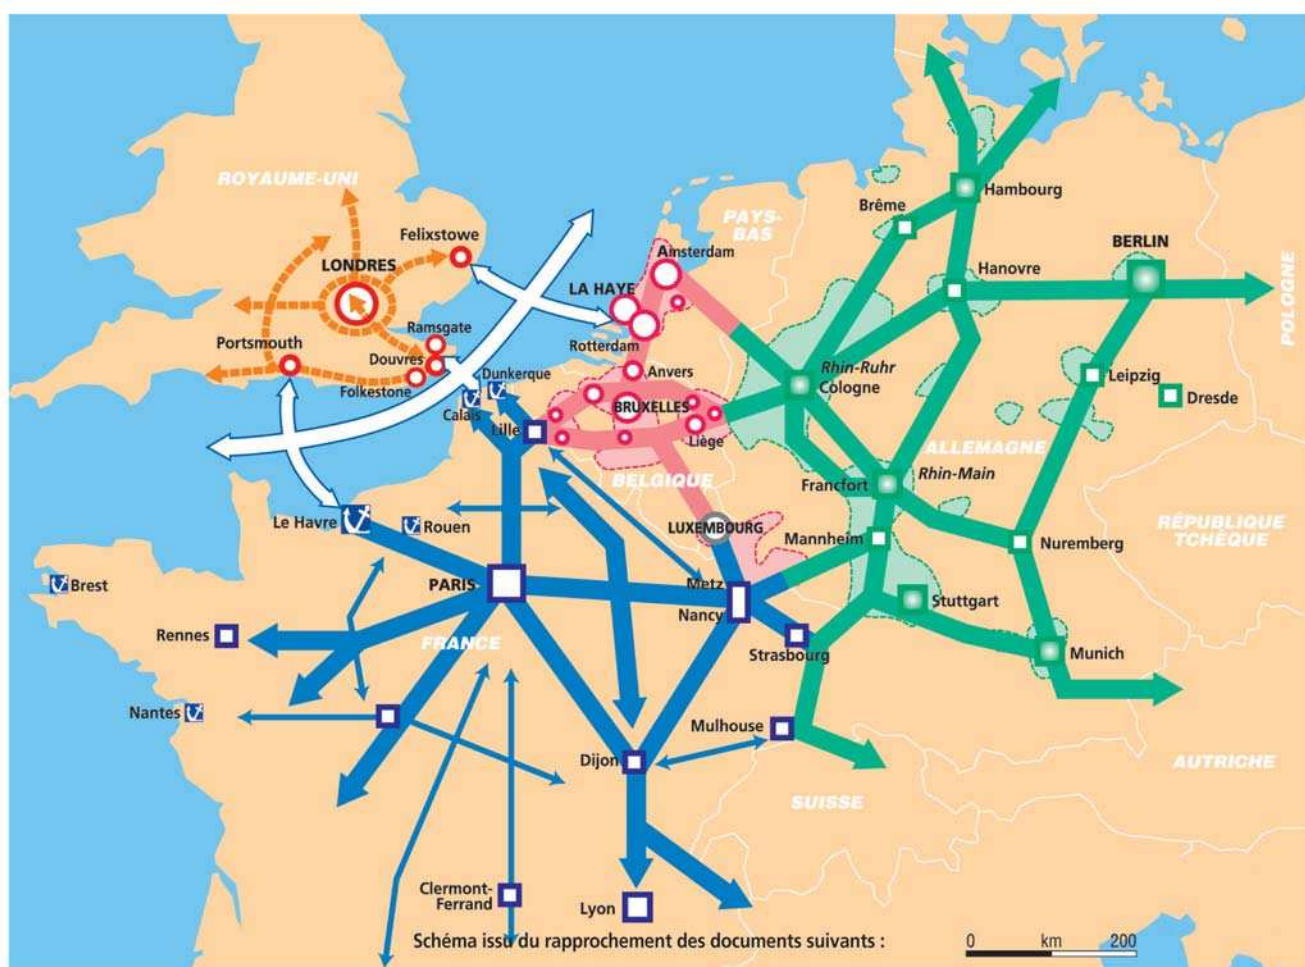 ROYAUME-UNI
Felixstowe
LONDRES
Ramsgate
Portsmouth
Douvres
Folkestone
Dunkerque
Calais
Lille
PAYS-
BAS
Amsterdam
LA HAYE
Rotterdam
Anvers
BRUXELLES
Liège
BELGIQUE
LUXEMBOURG
Hambourg
Brême
Hanovre
BERLIN
POLOGNE
Rhin-Ruhr
Cologne
Leipzig
Dresde
ALLEMAGNE
Francfort
Rhin-Main
Mannheim
Nuremberg
RÉPUBLIQUE
TCHÈQUE
Stuttgart
Munich
Le Havre
Rouen
Brest
PARIS
Metz
Nancy
Rennes
FRANCE
Strasbourg
Nantes
Mulhouse
Dijon
AUTRICHE
SUISSE
Clermont-
Ferrand
Lyon
Schéma issu du rapprochement des documents suivants :
0 km 200